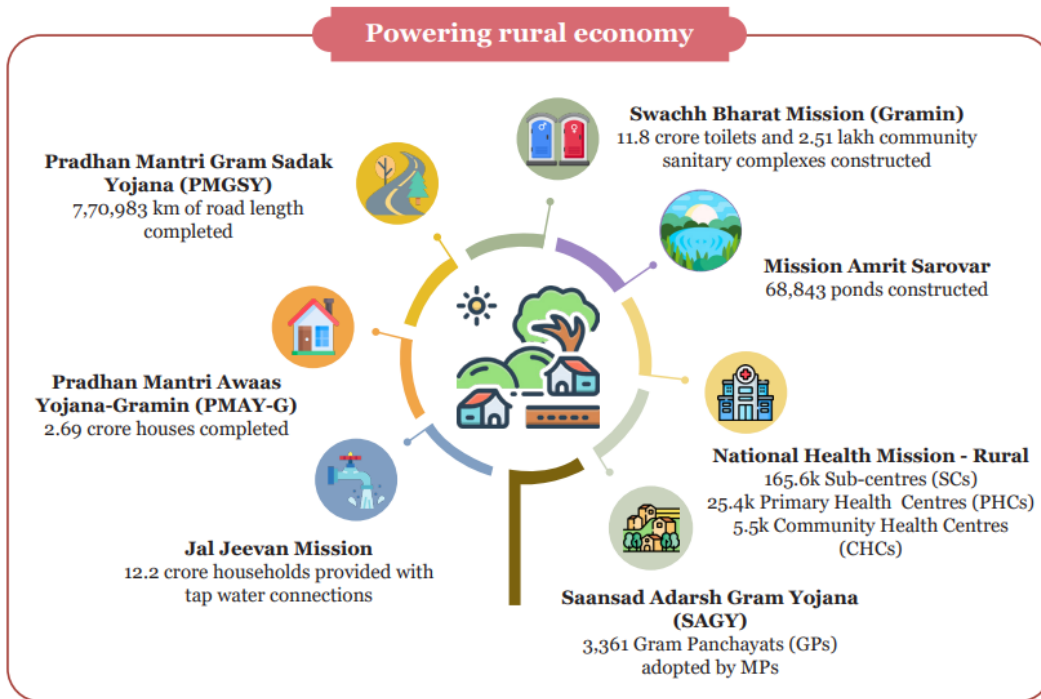 Powering rural economy
Swachh Bharat Mission (Gramin)
11.8 crore toilets and 2.51 lakh community
sanitary complexes constructed
Pradhan Mantri Gram Sadak
Yojana (PMGSY)
7,70,983 km of road length
completed
Mission Amrit Sarovar
68,843 ponds constructed
Pradhan Mantri Awaas
Yojana-Gramin (PMAY-G)
2.69 crore houses completed
National Health Mission - Rural
165.6k Sub-centres (SCs)
25.4k Primary Health Centres (PHCs)
5.5k Community Health Centres
(CHCs)
Jal Jeevan Mission
12.2 crore households provided with
tap water connections
Saansad Adarsh Gram Yojana
(SAGY)
3,361 Gram Panchayats (GPs)
adopted by MPs